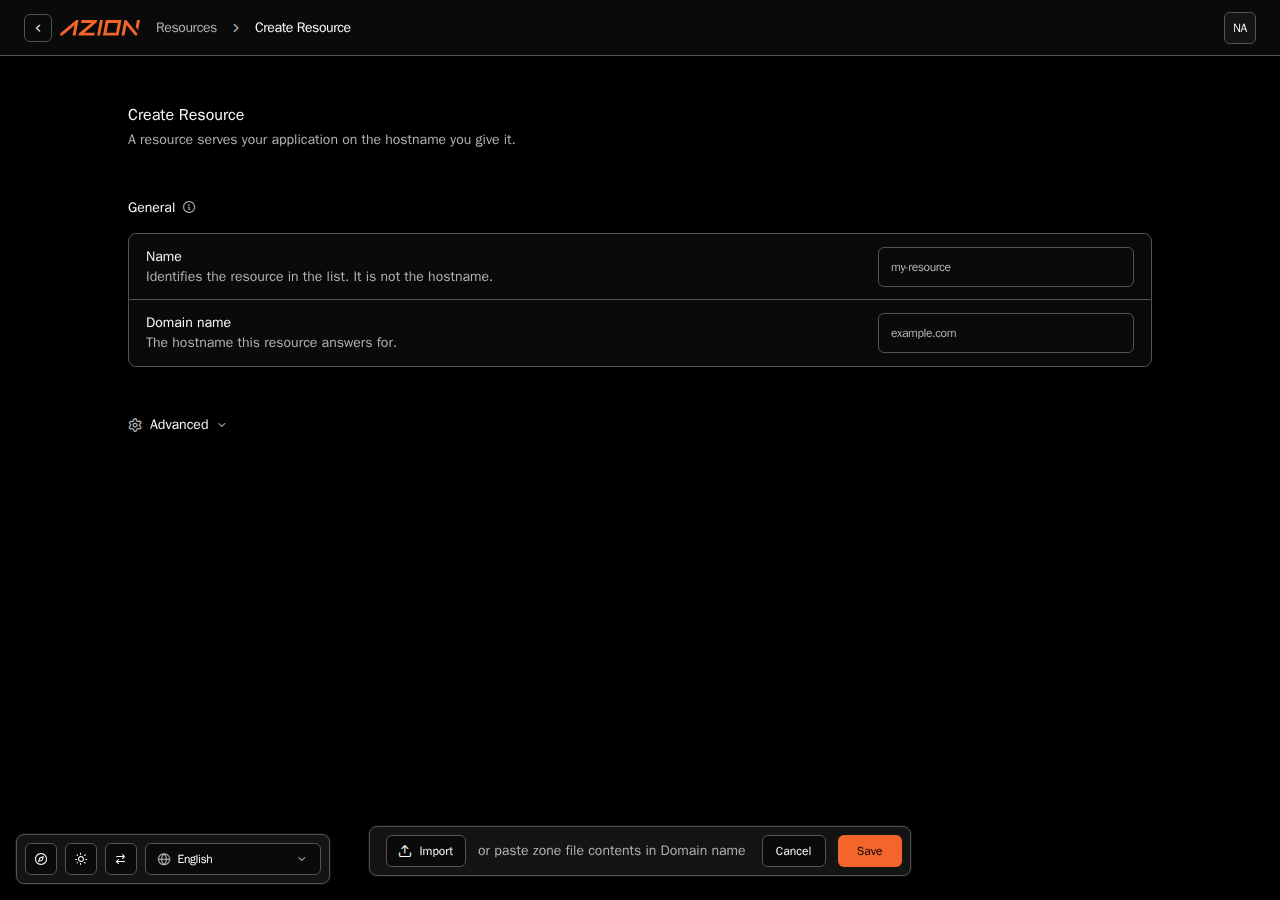 AZION Resources Create Resource NA
Create Resource
A resource serves your application on the hostname you give it.
General
Name
Identifies the resource in the list. It is not the hostname.
my-resource
Domain name
The hostname this resource answers for.
example.com
Advanced
English
Import or paste zone file contents in Domain name Cancel Save